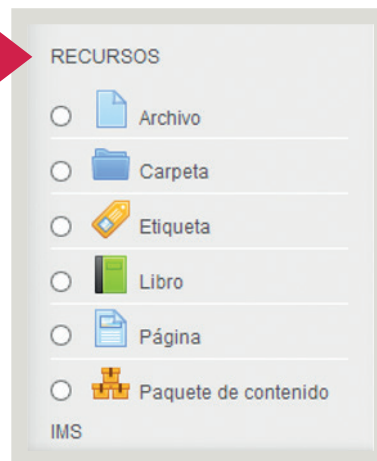 RECURSOS
Archivo
Carpeta
Etiqueta
Libro
Página
Paquete de contenido
IMS